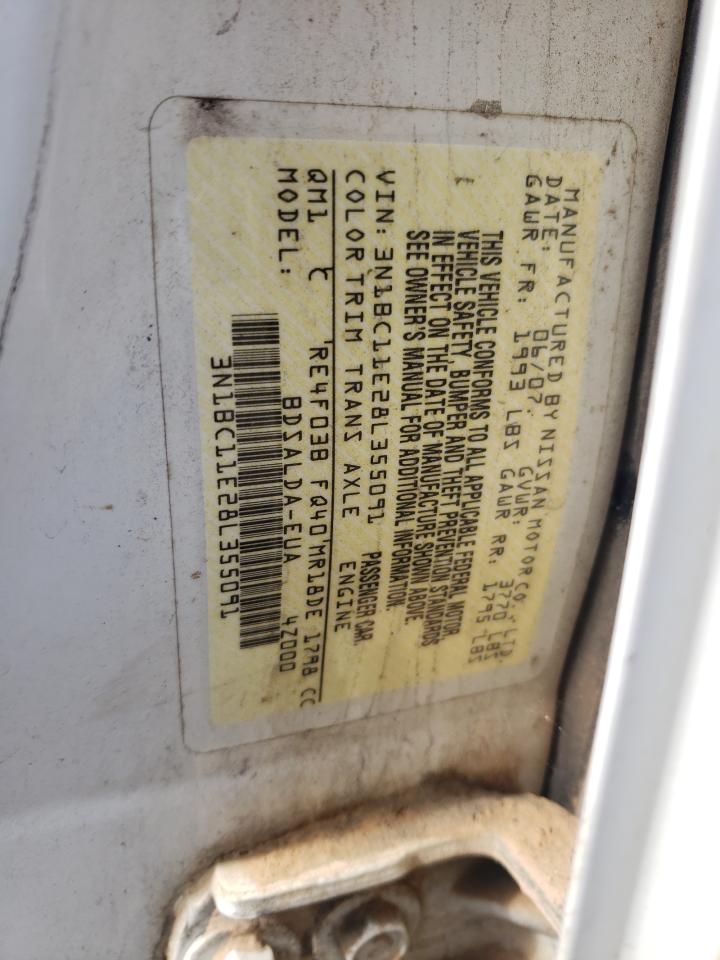 MANUFACTURED BY NISSAN MOTOR CO., LTD.
DATE: 06/07 GVWR: 3770 LBS
GAWR FR: 1993 LBS GAWR RR: 1795 LBS
THIS VEHICLE CONFORMS TO ALL APPLICABLE FEDERAL MOTOR
VEHICLE SAFETY, BUMPER AND THEFT PREVENTION STANDARDS
IN EFFECT ON THE DATE OF MANUFACTURE SHOWN ABOVE.
SEE OWNER'S MANUAL FOR ADDITIONAL INFORMATION.
VIN: 3N1BC11E28L355091 PASSENGER CAR
COLOR TRIM TRANS AXLE ENGINE
QM1 C RE4F03B FQ40 MR18DE 1798 CC
MODEL: BDSALDA-EUA 4Z000
3N1BC11E28L355091